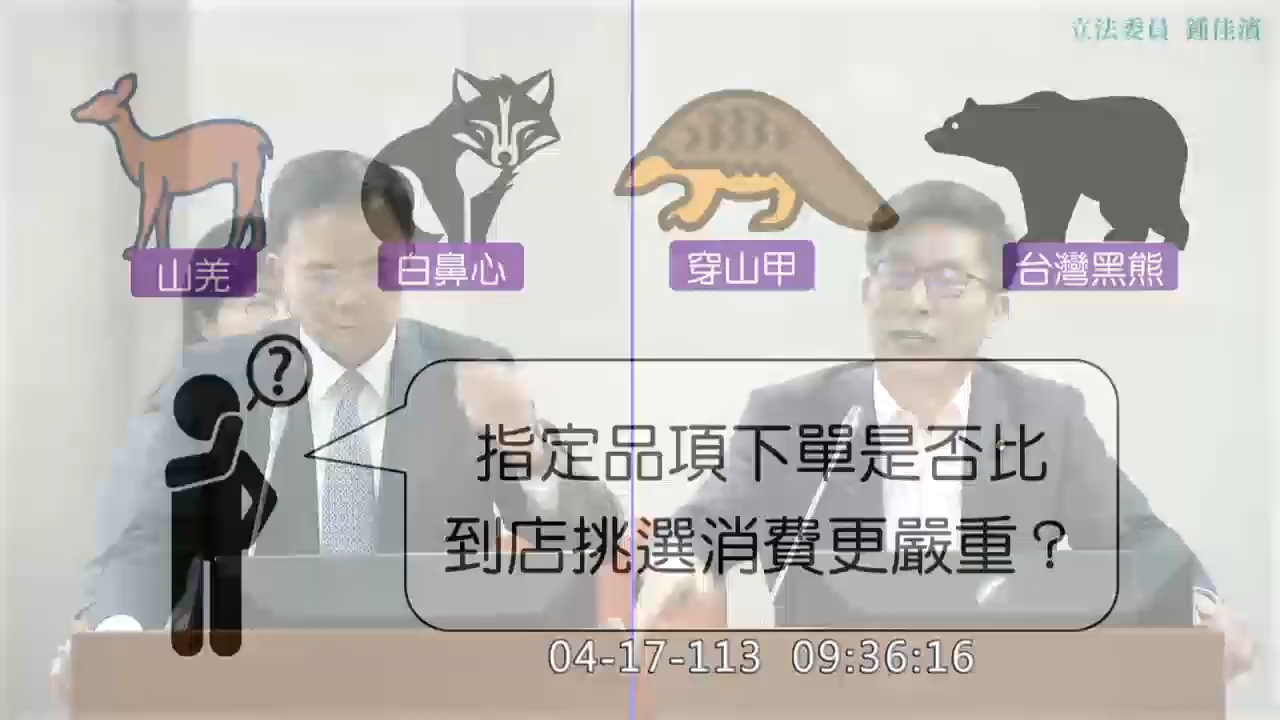 立法委員 鍾佳濱
山羌
白鼻心
穿山甲
台灣黑熊
?
指定品項下單是否比
到店挑選消費更嚴重？
04-17-113 09:36:16